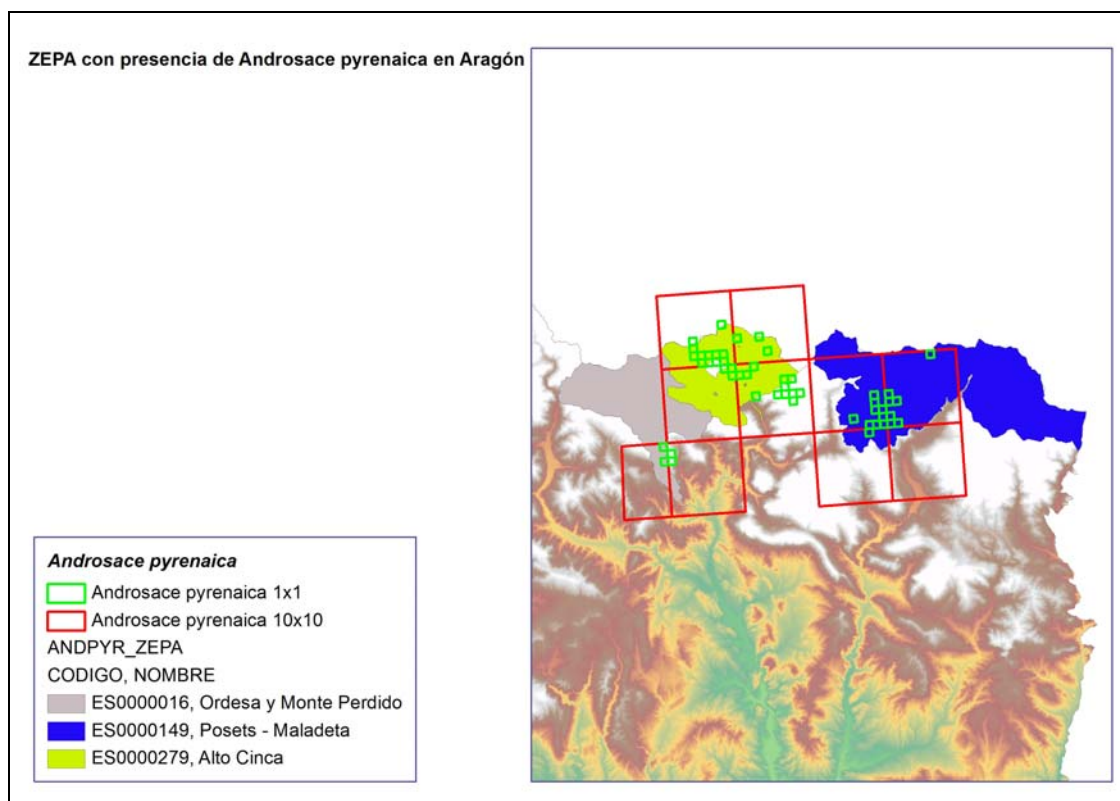 ZEPA con presencia de Androsace pyrenaica en Aragón
Androsace pyrenaica
Androsace pyrenaica 1x1
Androsace pyrenaica 10x10
ANDPYR_ZEPA
CODIGO, NOMBRE
ES0000016, Ordesa y Monte Perdido
ES0000149, Posets - Maladeta
ES0000279, Alto Cinca